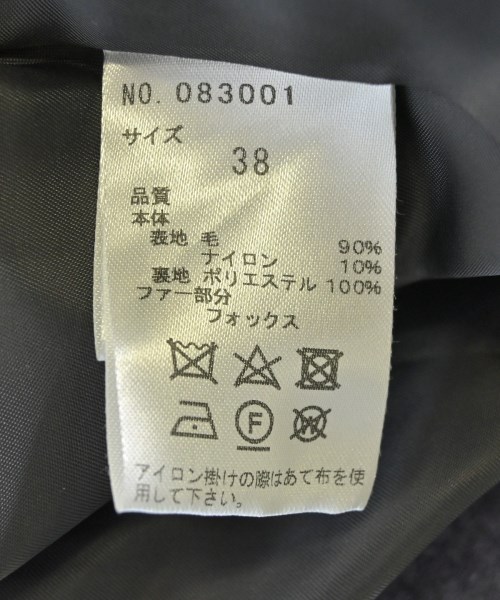 NO. 083001
サイズ
38
品質
本体
表地 毛 90%
ナイロン 10%
裏地 ポリエステル 100%
ファー部分
フォックス
F
W
アイロン掛けの際はあて布を使
用して下さい。